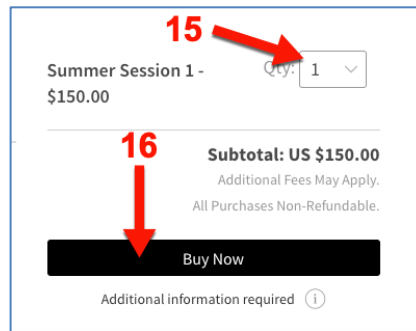 15
Summer Session 1 - Qty: 1
$150.00
16
Subtotal: US $150.00
Additional Fees May Apply.
All Purchases Non-Refundable.
Buy Now
Additional information required i